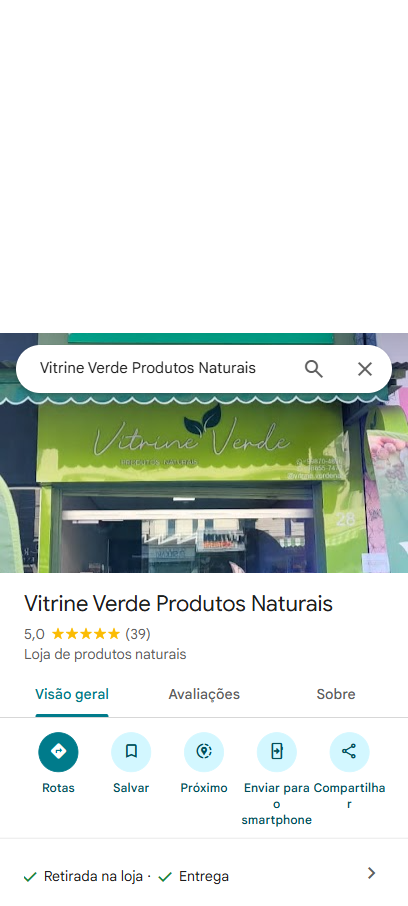 Vitrine Verde Produtos Naturais
Vitrine Verde
PRODUTOS NATURAIS
28
Vitrine Verde Produtos Naturais
5,0 ★★★★★ (39)
Loja de produtos naturais
Visão geral
Avaliações
Sobre
Rotas
Salvar
Próximo
Enviar para
o
smartphone
Compartilha
r
Retirada na loja · Entrega